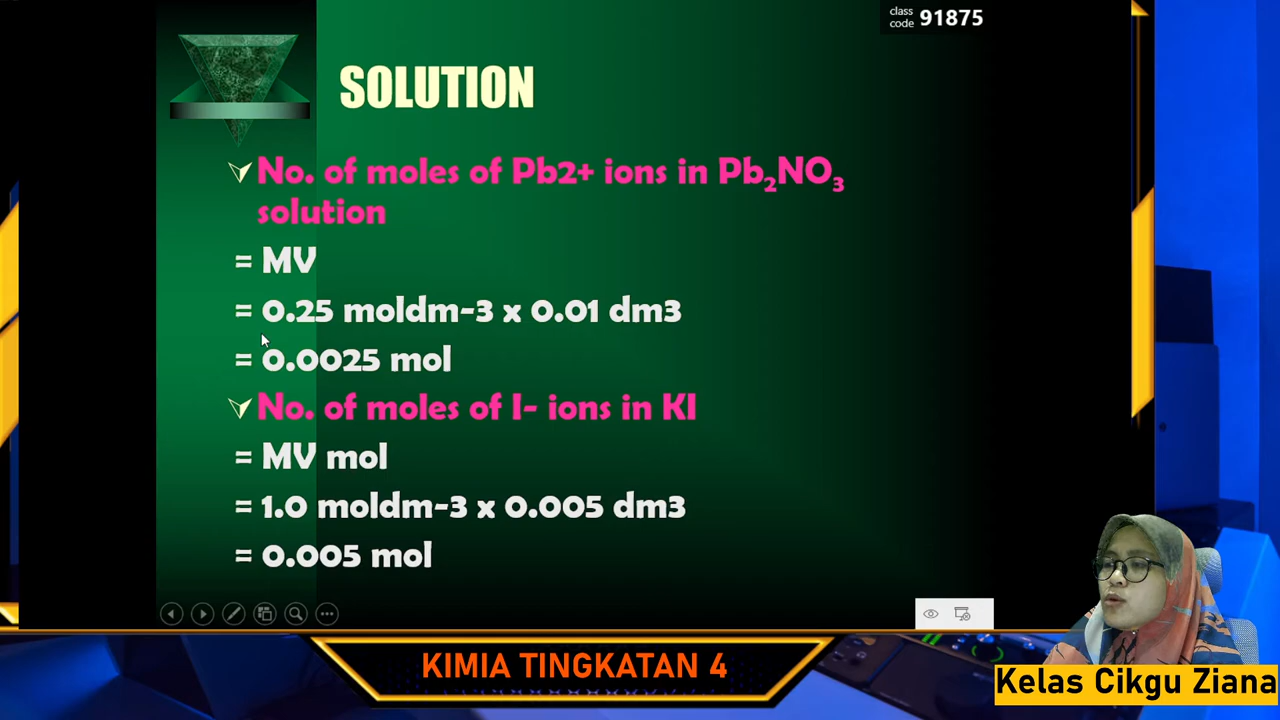 class
code 91875
SOLUTION
No. of moles of Pb2+ ions in Pb₂NO₃
solution
= MV
= 0.25 moldm-3 x 0.01 dm3
= 0.0025 mol
No. of moles of I- ions in KI
= MV mol
= 1.0 moldm-3 x 0.005 dm3
= 0.005 mol
KIMIA TINGKATAN 4
Kelas Cikgu Ziana